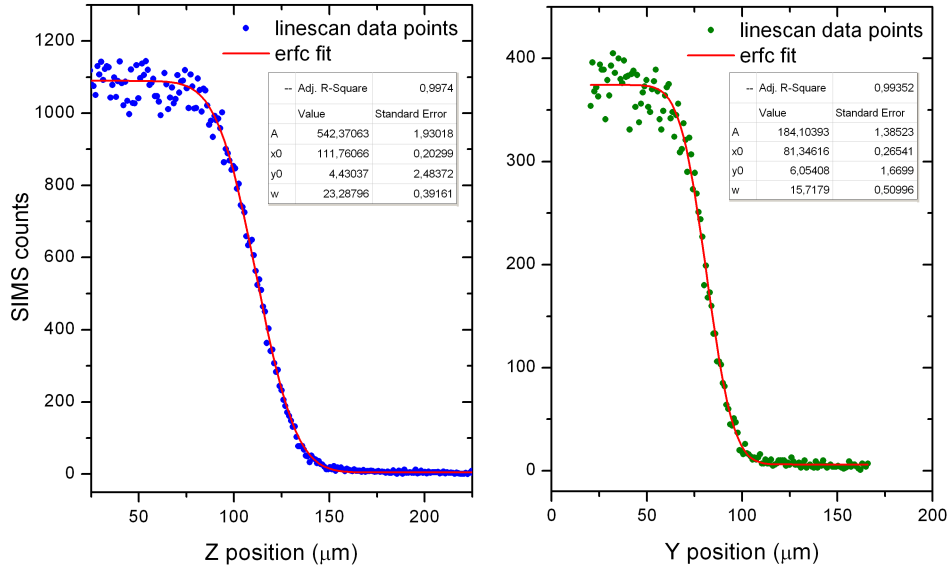 linescan data points
erfc fit
-- Adj. R-Square 0,9974
Value Standard Error
A 542,37063 1,93018
x0 111,76066 0,20299
y0 4,43037 2,48372
w 23,28796 0,39161
1200
1000
800
600
400
200
0
50 100 150 200
SIMS counts
Z position (μm)
linescan data points
erfc fit
-- Adj. R-Square 0,99352
Value Standard Error
A 184,10393 1,38523
x0 81,34616 0,26541
y0 6,05408 1,6699
w 15,7179 0,50996
400
300
200
100
0
0 50 100 150 200
Y position (μm)